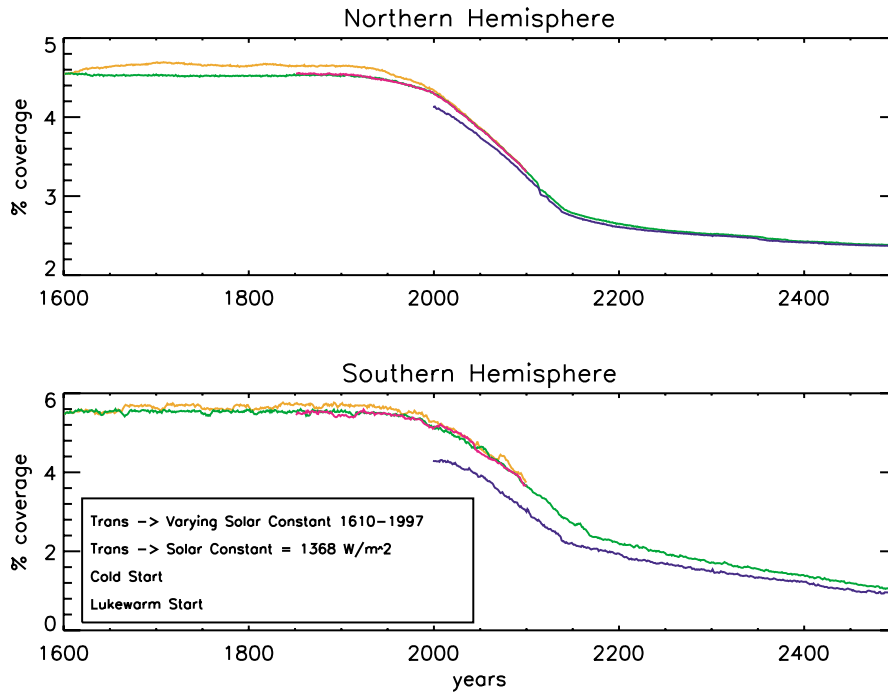 Northern Hemisphere
5
4
3
2
% coverage
1600 1800 2000 2200 2400
Southern Hemisphere
6
4
2
0
% coverage
Trans -> Varying Solar Constant 1610-1997
Trans -> Solar Constant = 1368 W/m^2
Cold Start
Lukewarm Start
1600 1800 2000 2200 2400
years